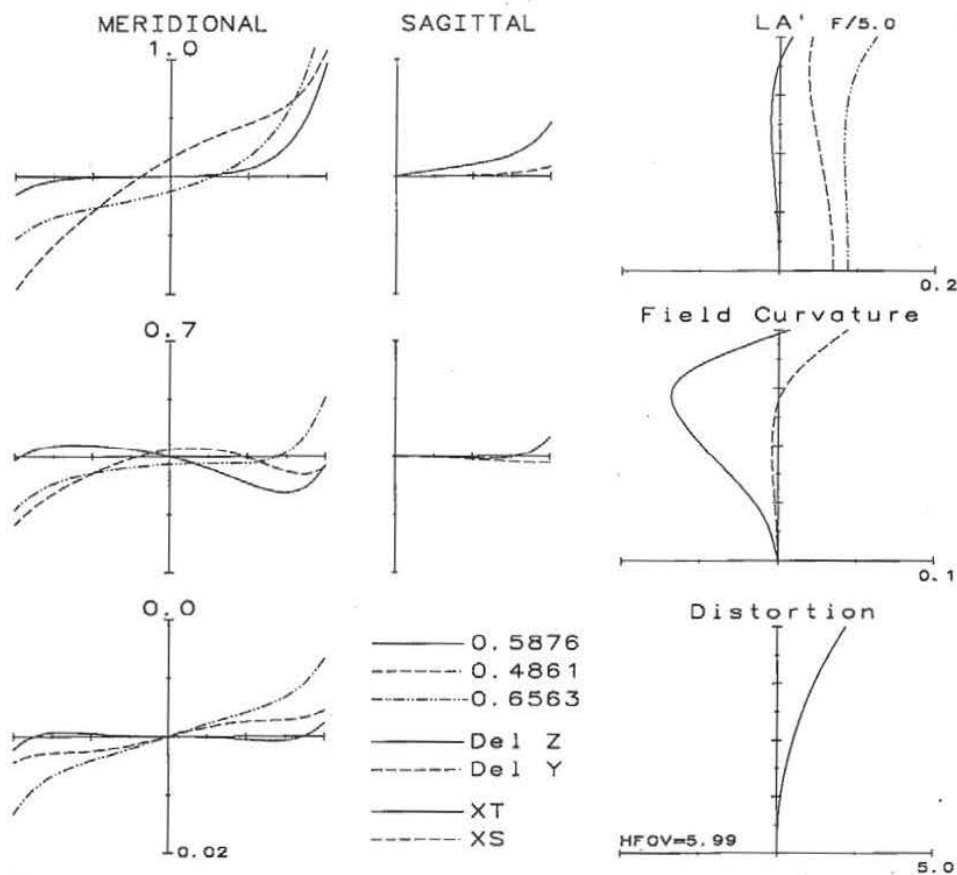 MERIDIONAL SAGITTAL LA' F/5.0
1.0
0.2
0.7
Field Curvature
0.1
0.0
Distortion
0.5876
0.4861
0.6563
Del Z
Del Y
XT
XS
HFOV=5.99
0.02
5.0